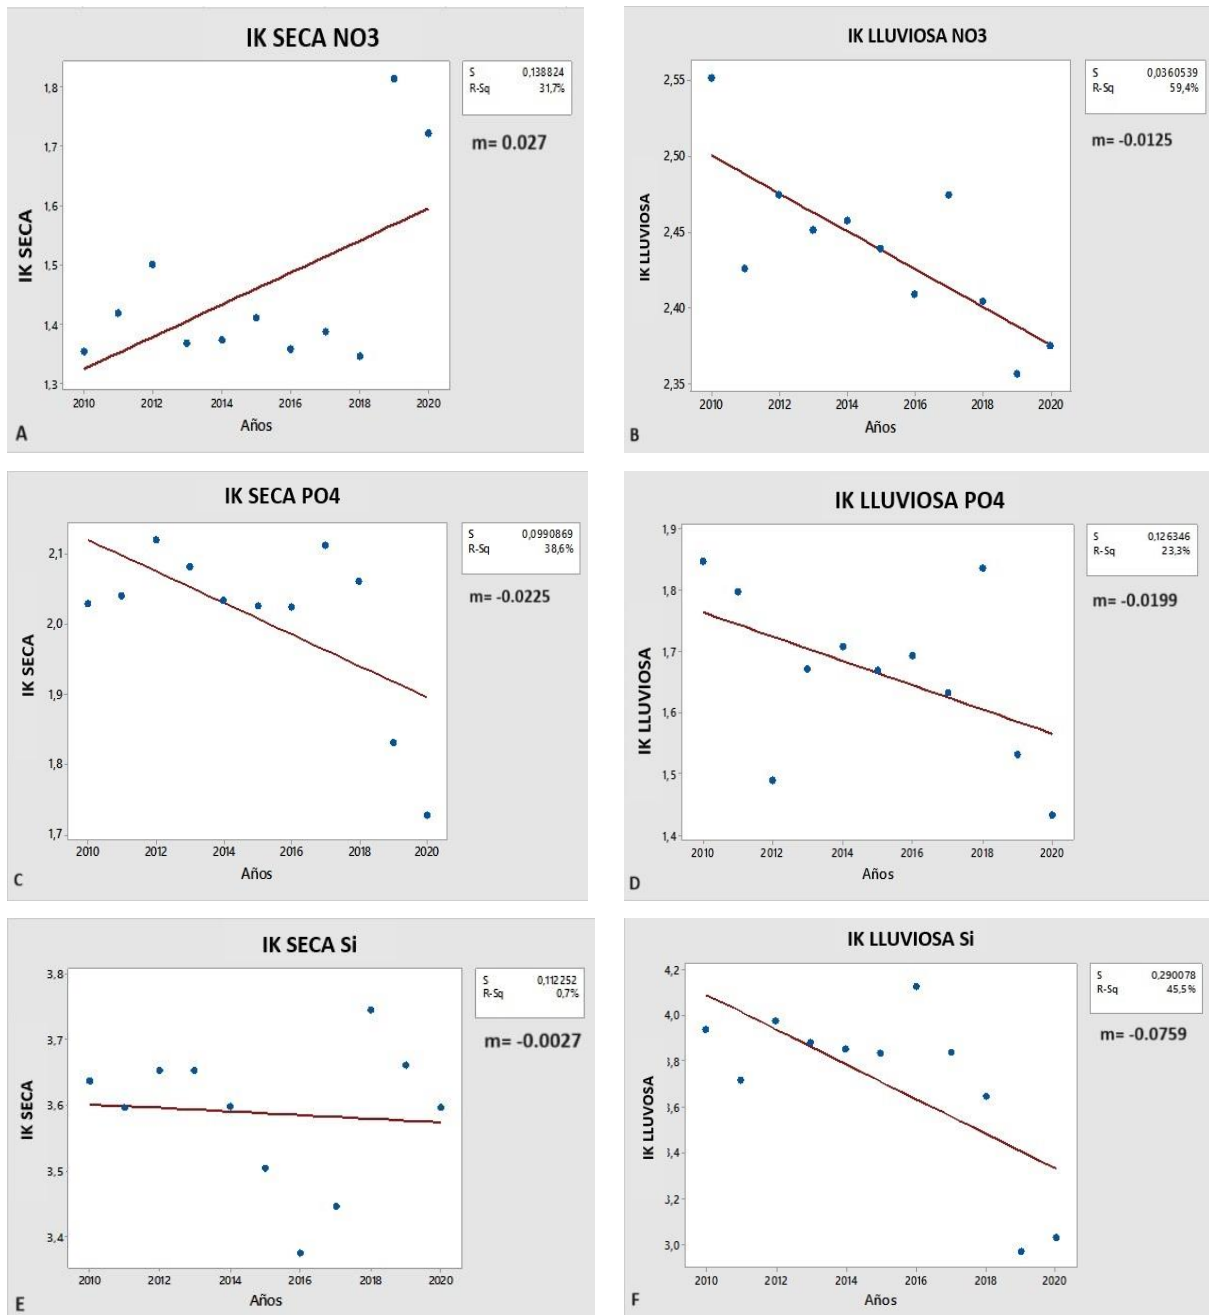 IK SECA NO3
S 0,138824
R-Sq 31,7%
m= 0.027
IK SECA
1,8
1,7
1,6
1,5
1,4
1,3
2010 2012 2014 2016 2018 2020
Años
A
IK LLUVIOSA NO3
S 0,0360539
R-Sq 59,4%
m= -0.0125
IK LLUVIOSA
2,55
2,50
2,45
2,40
2,35
2010 2012 2014 2016 2018 2020
Años
B
IK SECA PO4
S 0,0990869
R-Sq 38,6%
m= -0.0225
IK SECA
2,1
2,0
1,9
1,8
1,7
2010 2012 2014 2016 2018 2020
Años
C
IK LLUVIOSA PO4
S 0,126346
R-Sq 23,3%
m= -0.0199
IK LLUVIOSA
1,9
1,8
1,7
1,6
1,5
1,4
2010 2012 2014 2016 2018 2020
Años
D
IK SECA Si
S 0,112252
R-Sq 0,7%
m= -0.0027
IK SECA
3,8
3,7
3,6
3,5
3,4
2010 2012 2014 2016 2018 2020
Años
E
IK LLUVIOSA Si
S 0,290078
R-Sq 45,5%
m= -0.0759
IK LLUVOSA
4,2
4,0
3,8
3,6
3,4
3,2
3,0
2010 2012 2014 2016 2018 2020
Años
F